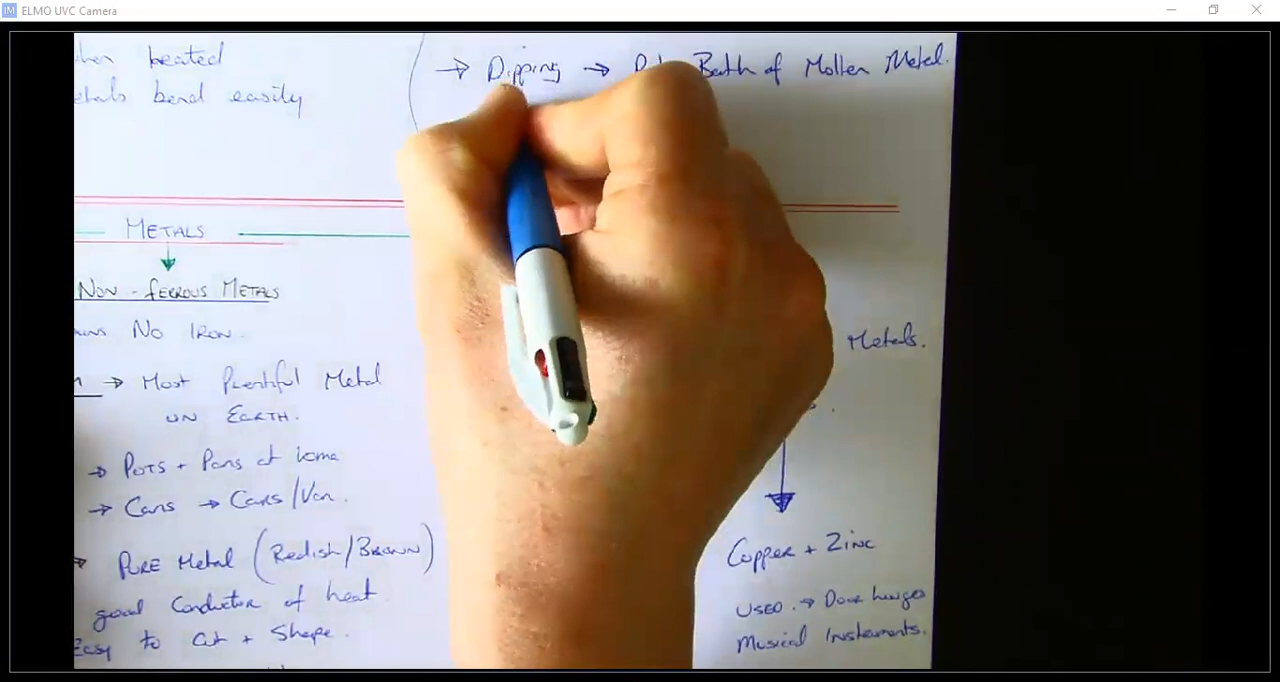 ELMO UVC Camera
heated
bend easily
→ Dipping → Bath of Molten Metal.
METALS
NON-FERROUS METALS
No IRON.
→ Most Plentiful Metal
ON EARTH.
→ POTS + Pans at home
→ Cans → Cars/Van.
PURE Metal (Redish/BROWN)
good Conductor of heat
Easy to Cut + Shape.
Metals.
Copper + Zinc
USED → Door hinges
Musical Instruments.